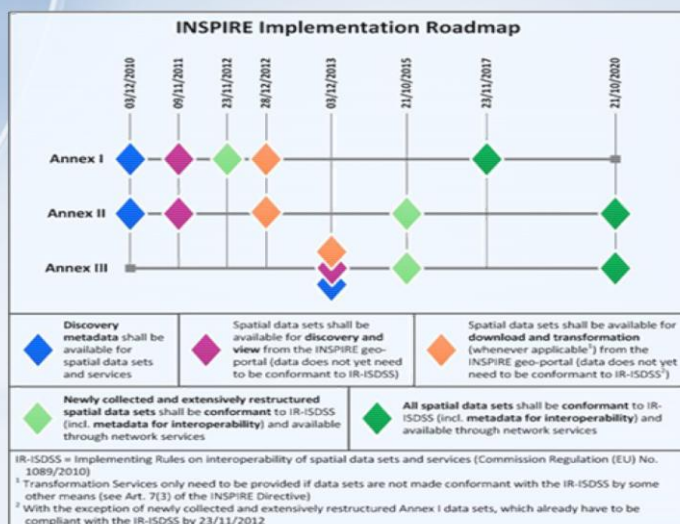 INSPIRE Implementation Roadmap
03/12/2010
09/11/2011
23/11/2012
28/12/2012
03/12/2013
21/10/2015
23/11/2017
21/10/2020
Annex I
Annex II
Annex III
Discovery
metadata shall be
available for
spatial data sets
and services
Spatial data sets shall be
available for discovery and
view from the INSPIRE geo-
portal (data does not yet need
to be conformant to IR-ISDSS)
Spatial data sets shall be available for
download and transformation
(whenever applicable¹) from the
INSPIRE geo-portal (data does not yet
need to be conformant to IR-ISDSS²)
Newly collected and extensively restructured
spatial data sets shall be conformant to IR-ISDSS
(incl. metadata for interoperability) and available
through network services
All spatial data sets shall be conformant to IR-
ISDSS (incl. metadata for interoperability) and
available through network services
IR-ISDSS = Implementing Rules on interoperability of spatial data sets and services (Commission Regulation (EU) No.
1089/2010)
¹ Transformation Services only need to be provided if data sets are not made conformant with the IR-ISDSS by some
other means (see Art. 7(3) of the INSPIRE Directive)
² With the exception of newly collected and extensively restructured Annex I data sets, which already have to be
compliant with the IR-ISDSS by 23/11/2012